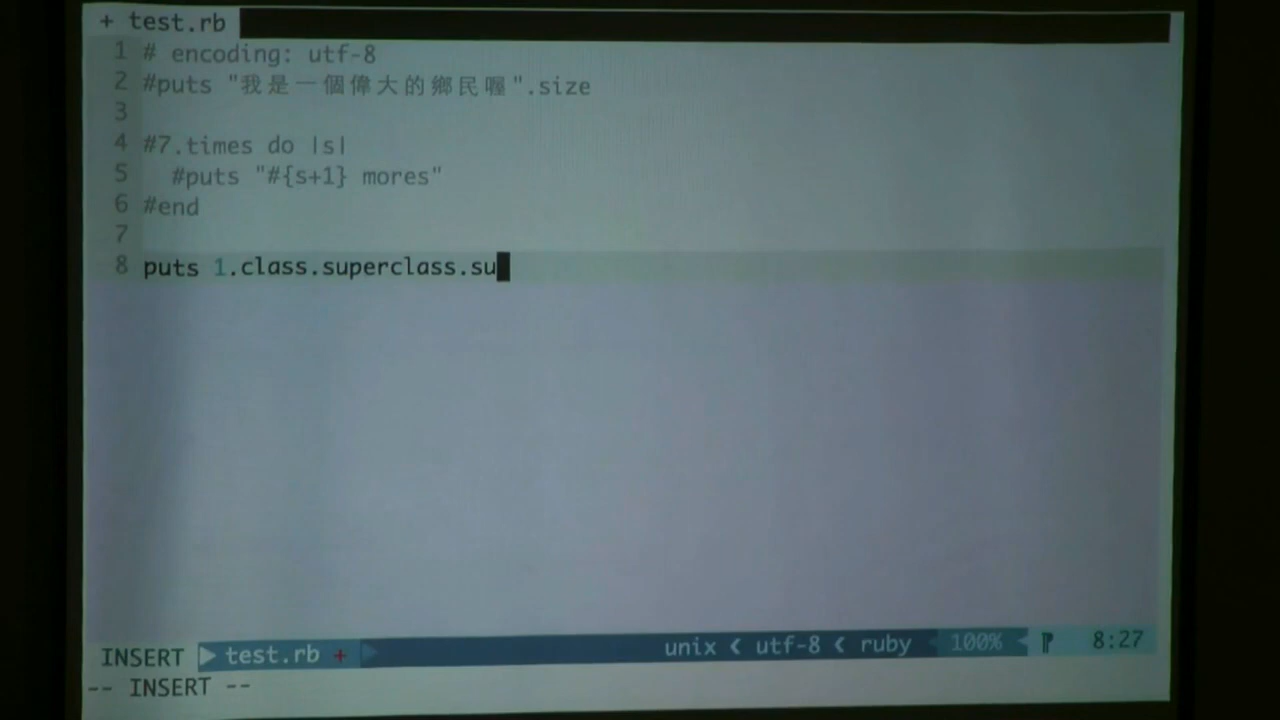 + test.rb
1 # encoding: utf-8
2 #puts "我是一個偉大的鄉民喔".size
3
4 #7.times do |s|
5 #puts "#{s+1} mores"
6 #end
7
8 puts 1.class.superclass.su
INSERT test.rb + unix < utf-8 < ruby 100% 8:27
-- INSERT --